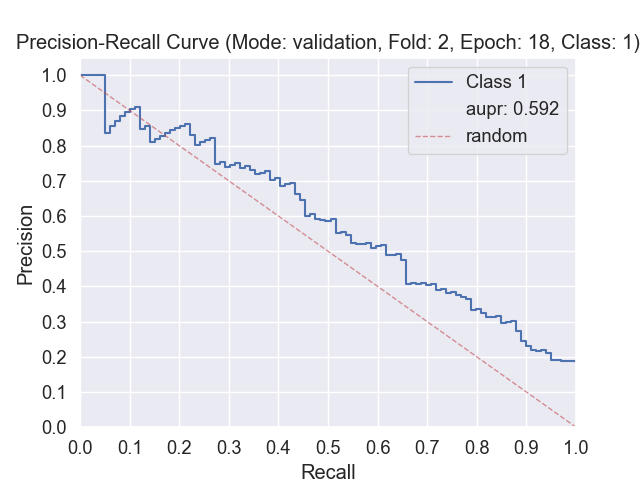 Precision-Recall Curve (Mode: validation, Fold: 2, Epoch: 18, Class: 1)
1.0
0.9
0.8
0.7
0.6
0.5
0.4
0.3
0.2
0.1
0.0
Precision
Class 1
aupr: 0.592
random
0.0 0.1 0.2 0.3 0.4 0.5 0.6 0.7 0.8 0.9 1.0
Recall